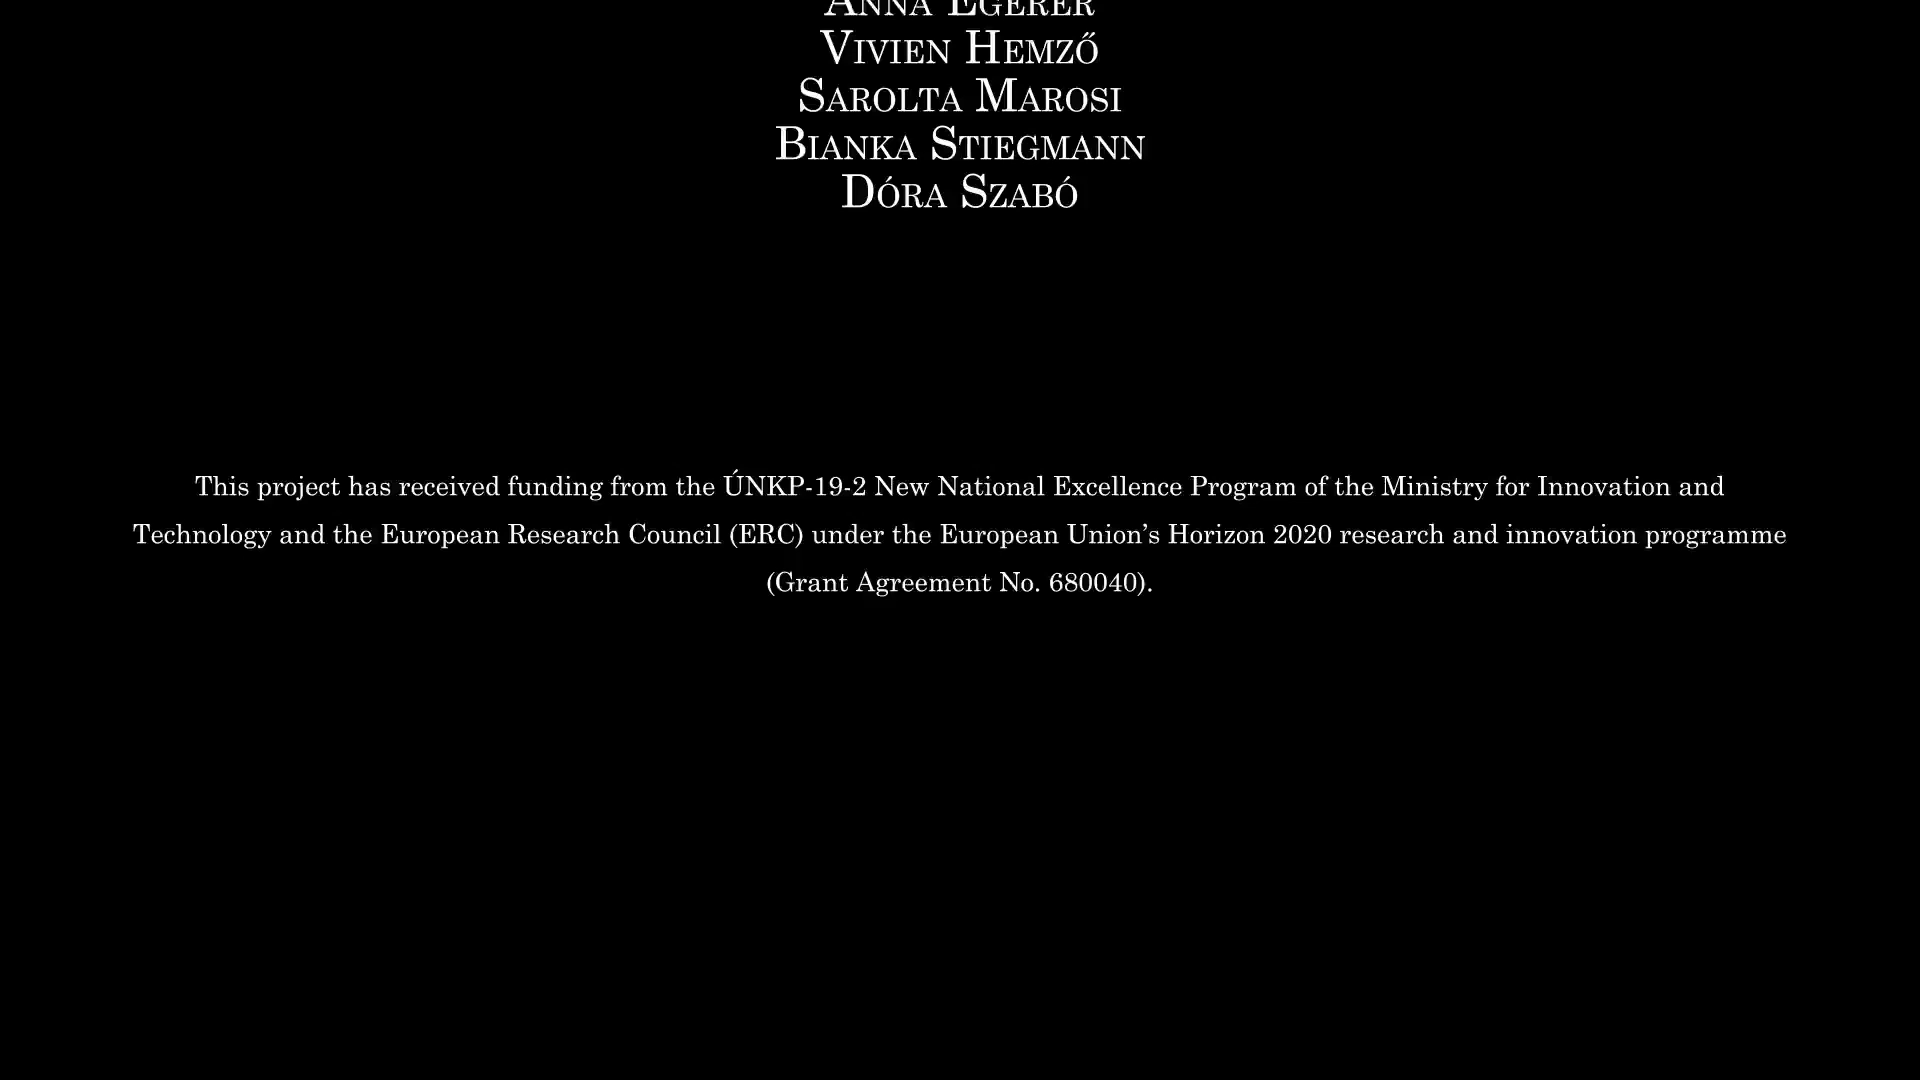 Anna Egerer
Vivien Hemző
Sarolta Marosi
Bianka Stiegmann
Dóra Szabó
This project has received funding from the ÚNKP-19-2 New National Excellence Program of the Ministry for Innovation and
Technology and the European Research Council (ERC) under the European Union’s Horizon 2020 research and innovation programme
(Grant Agreement No. 680040).